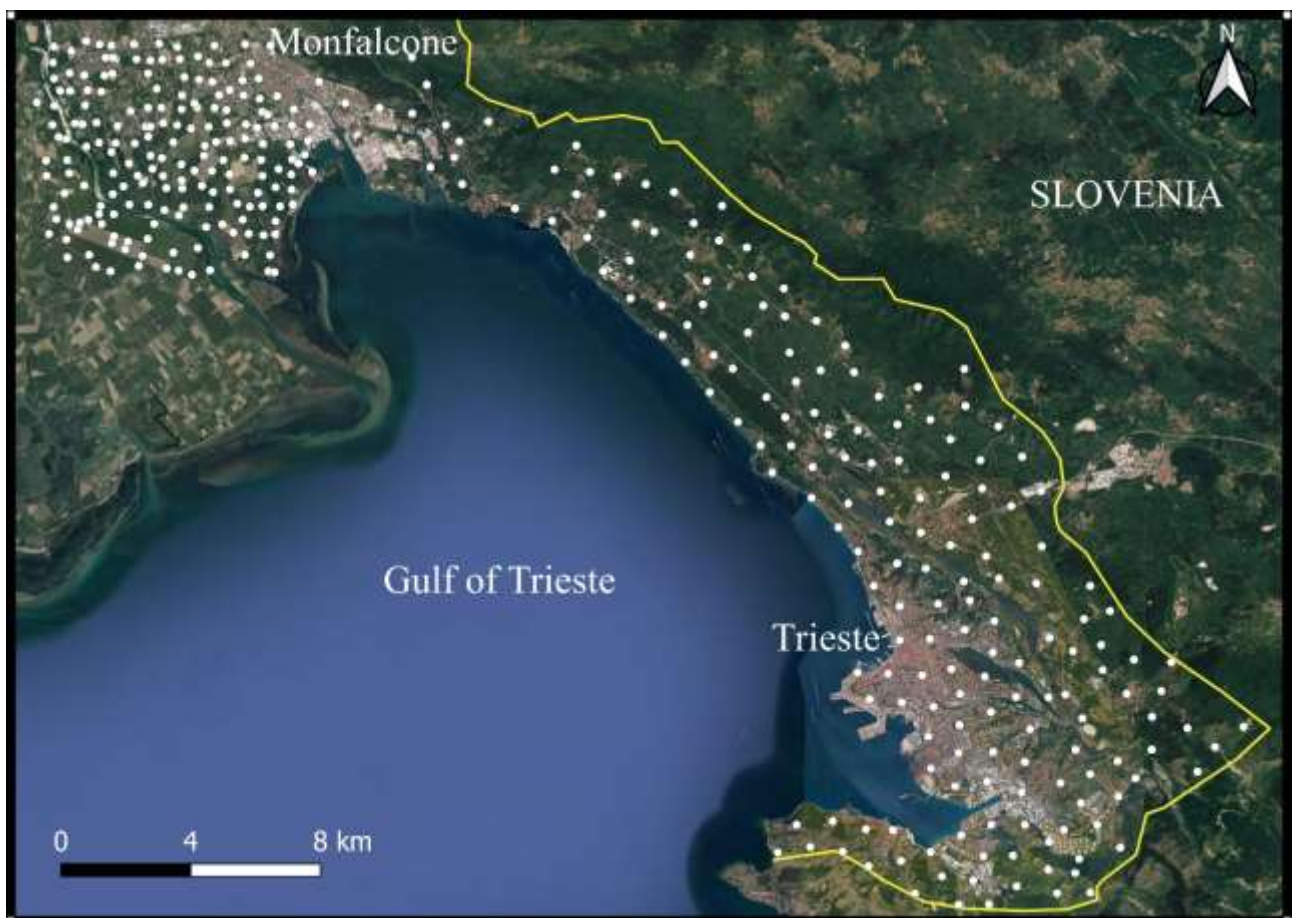 Monfalcone
N
SLOVENIA
Gulf of Trieste
Trieste
0 4 8 km